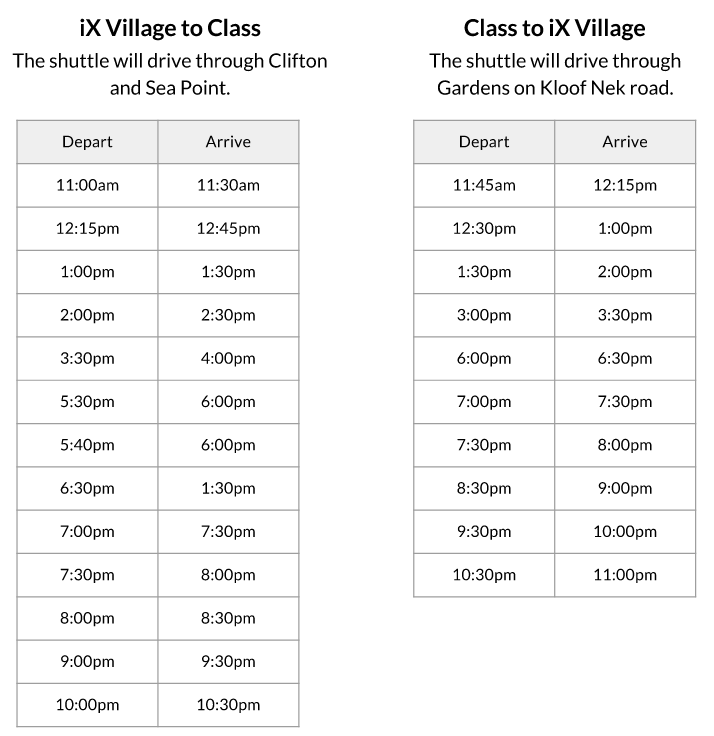 iX Village to Class
The shuttle will drive through Clifton
and Sea Point.
Depart Arrive
11:00am 11:30am
12:15pm 12:45pm
1:00pm 1:30pm
2:00pm 2:30pm
3:30pm 4:00pm
5:30pm 6:00pm
5:40pm 6:00pm
6:30pm 1:30pm
7:00pm 7:30pm
7:30pm 8:00pm
8:00pm 8:30pm
9:00pm 9:30pm
10:00pm 10:30pm
Class to iX Village
The shuttle will drive through
Gardens on Kloof Nek road.
Depart Arrive
11:45am 12:15pm
12:30pm 1:00pm
1:30pm 2:00pm
3:00pm 3:30pm
6:00pm 6:30pm
7:00pm 7:30pm
7:30pm 8:00pm
8:30pm 9:00pm
9:30pm 10:00pm
10:30pm 11:00pm